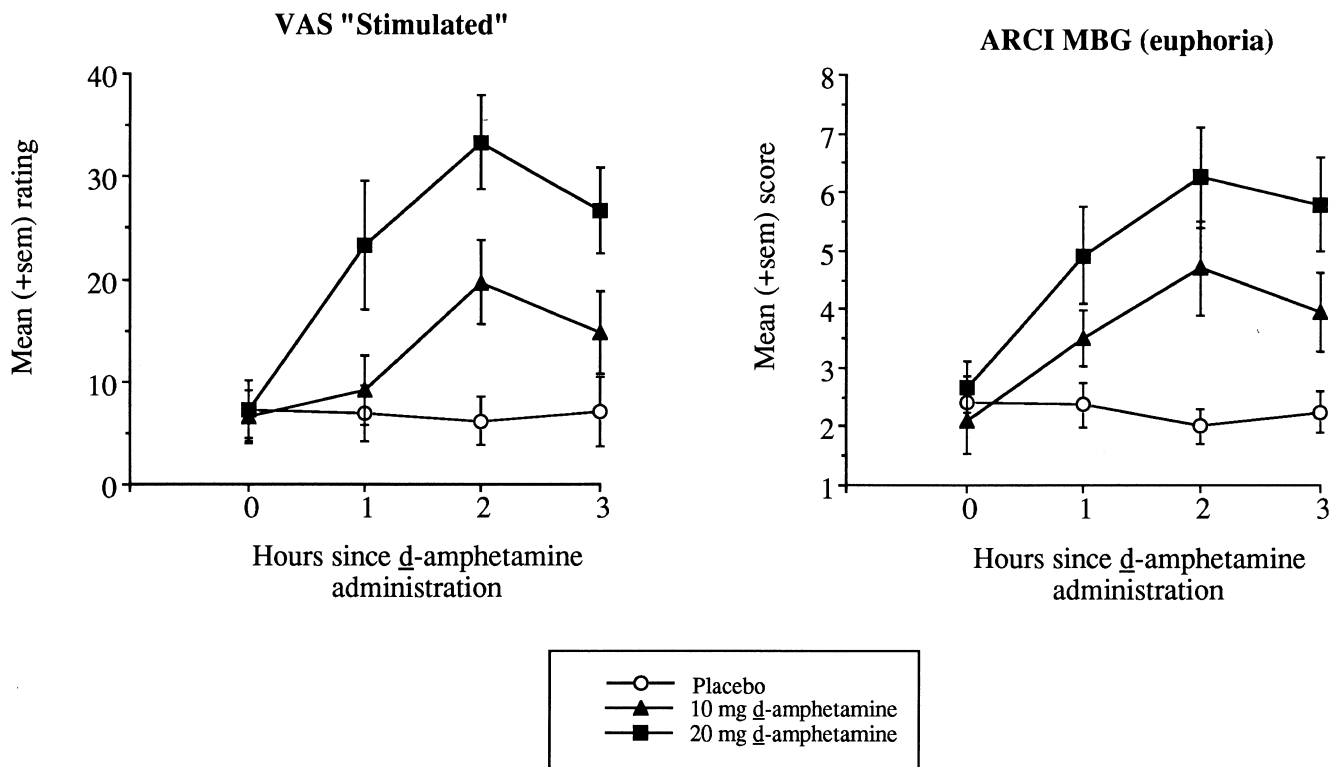 VAS "Stimulated"
40
30
20
10
0
Mean (+sem) rating
0 1 2 3
Hours since d-amphetamine
administration
ARCI MBG (euphoria)
8
7
6
5
4
3
2
1
Mean (+sem) score
0 1 2 3
Hours since d-amphetamine
administration
Placebo
10 mg d-amphetamine
20 mg d-amphetamine